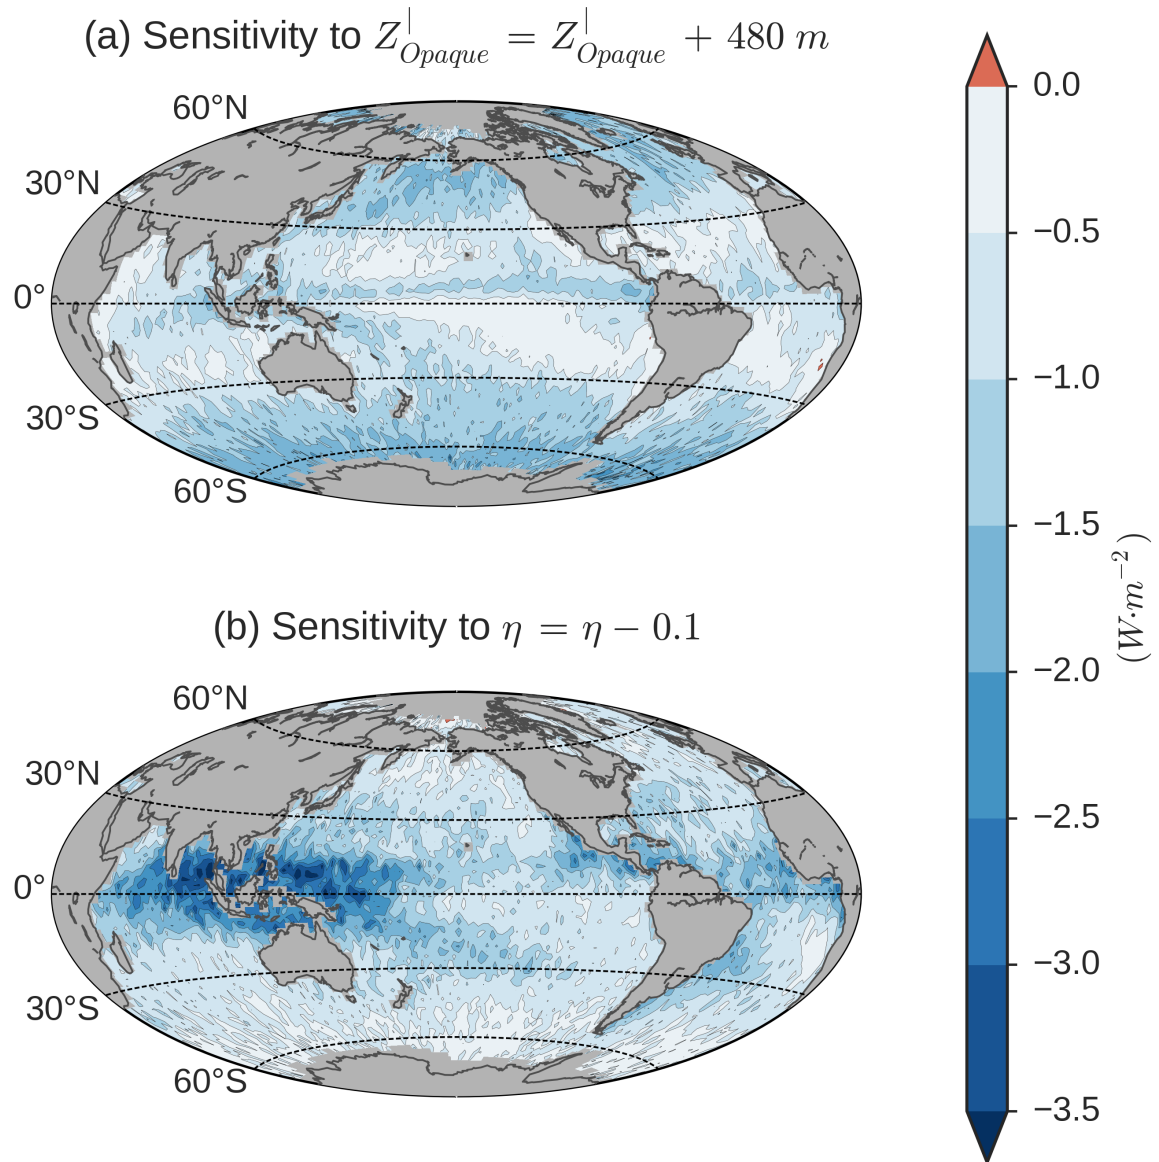 (a) Sensitivity to Z|Opaque = Z|Opaque + 480 m
60°N
30°N
0°
30°S
60°S
(b) Sensitivity to η = η − 0.1
60°N
30°N
0°
30°S
60°S
0.0
−0.5
−1.0
−1.5
−2.0
−2.5
−3.0
−3.5
(W·m−2)